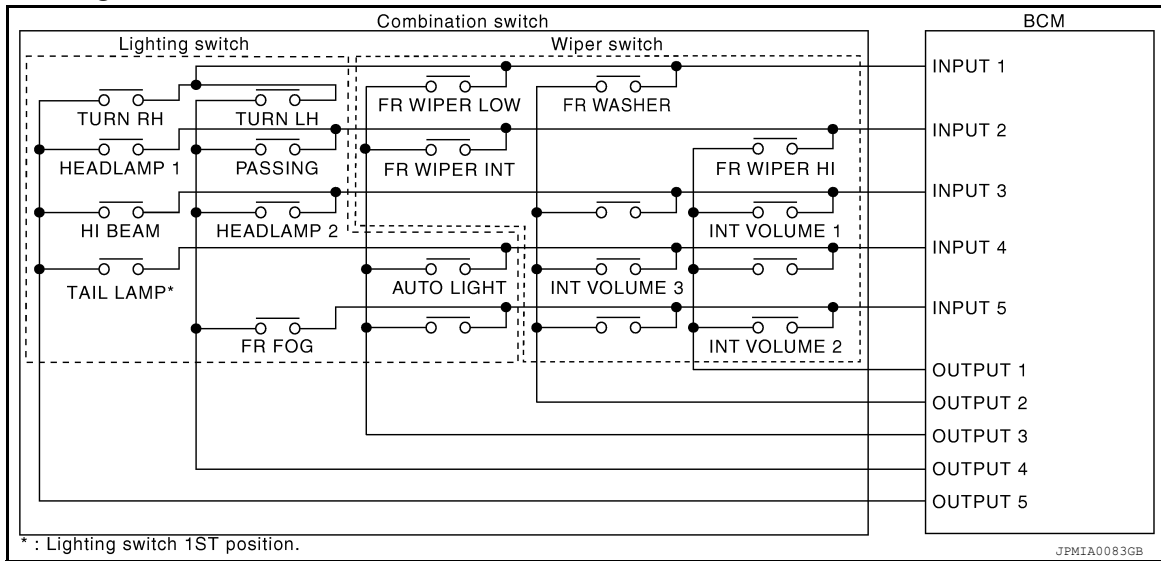 Combination switch
BCM
Lighting switch
Wiper switch
INPUT 1
TURN RH
TURN LH
FR WIPER LOW
FR WASHER
INPUT 2
HEADLAMP 1
PASSING
FR WIPER INT
FR WIPER HI
INPUT 3
HI BEAM
HEADLAMP 2
INT VOLUME 1
INPUT 4
TAIL LAMP*
AUTO LIGHT
INT VOLUME 3
INPUT 5
FR FOG
INT VOLUME 2
OUTPUT 1
OUTPUT 2
OUTPUT 3
OUTPUT 4
OUTPUT 5
* : Lighting switch 1ST position.
JPMIA0083GB